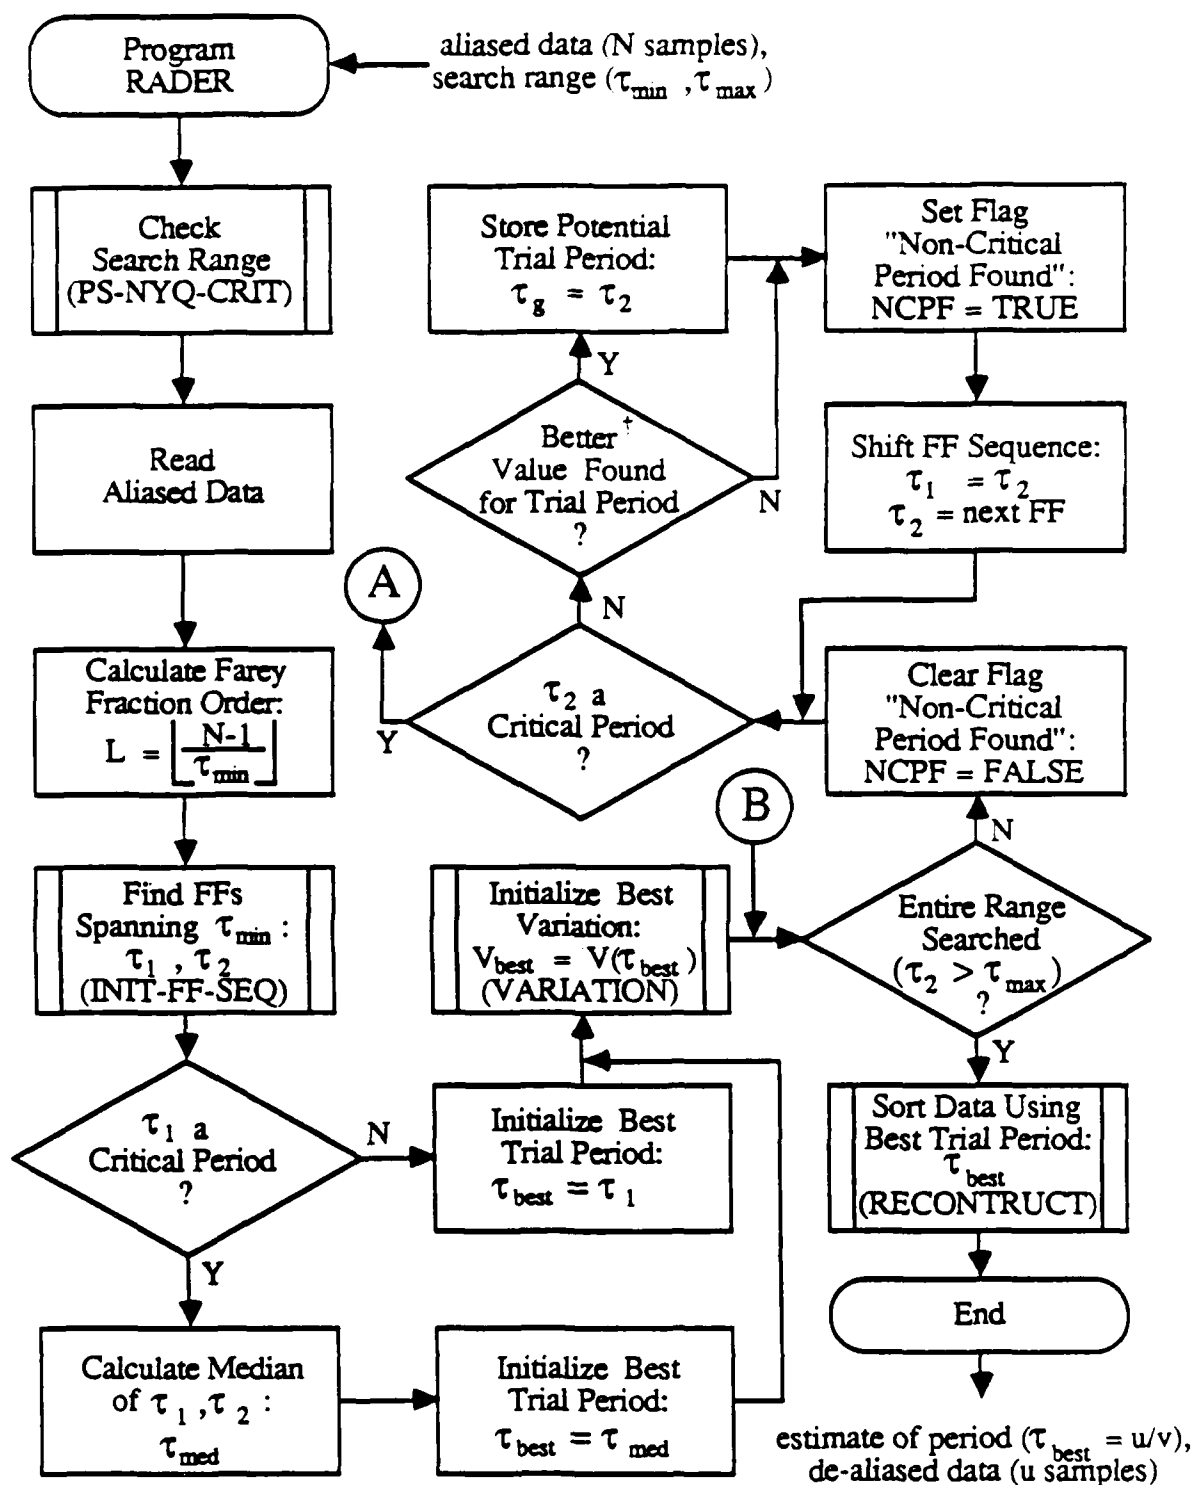 Program
RADER
aliased data (N samples),
search range (τmin ,τmax)
Check
Search Range
(PS-NYQ-CRIT)
Read
Aliased Data
Calculate Farey
Fraction Order:
L = ⌊N-1/τmin⌋
Find FFs
Spanning τmin :
τ1 , τ2
(INIT-FF-SEQ)
τ1 a
Critical Period
?
N
Y
Calculate Median
of τ1 ,τ2 :
τmed
Initialize Best
Trial Period:
τbest = τmed
Initialize Best
Trial Period:
τbest = τ1
Initialize Best
Variation:
Vbest = V(τbest)
(VARIATION)
B
Entire Range
Searched
(τ2 > τmax)
?
N
Y
Clear Flag
"Non-Critical
Period Found":
NCPF = FALSE
τ2 a
Critical Period
?
Y
N
A
Better†
Value Found
for Trial Period
?
Y
N
Store Potential
Trial Period:
τg = τ2
Set Flag
"Non-Critical
Period Found":
NCPF = TRUE
Shift FF Sequence:
τ1 = τ2
τ2 = next FF
Sort Data Using
Best Trial Period:
τbest
(RECONTRUCT)
End
estimate of period (τbest = u/v),
de-aliased data (u samples)